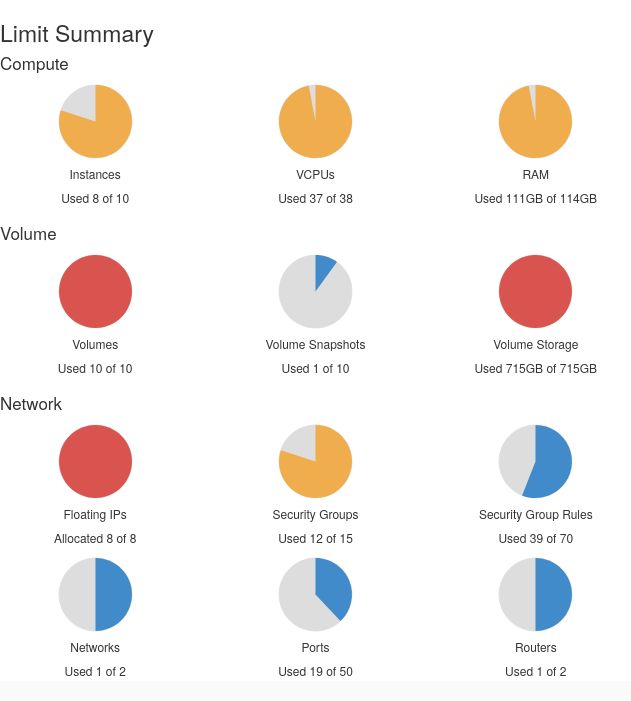 Limit Summary
Compute
Instances
VCPUs
RAM
Used 8 of 10
Used 37 of 38
Used 111GB of 114GB
Volume
Volumes
Volume Snapshots
Volume Storage
Used 10 of 10
Used 1 of 10
Used 715GB of 715GB
Network
Floating IPs
Security Groups
Security Group Rules
Allocated 8 of 8
Used 12 of 15
Used 39 of 70
Networks
Ports
Routers
Used 1 of 2
Used 19 of 50
Used 1 of 2